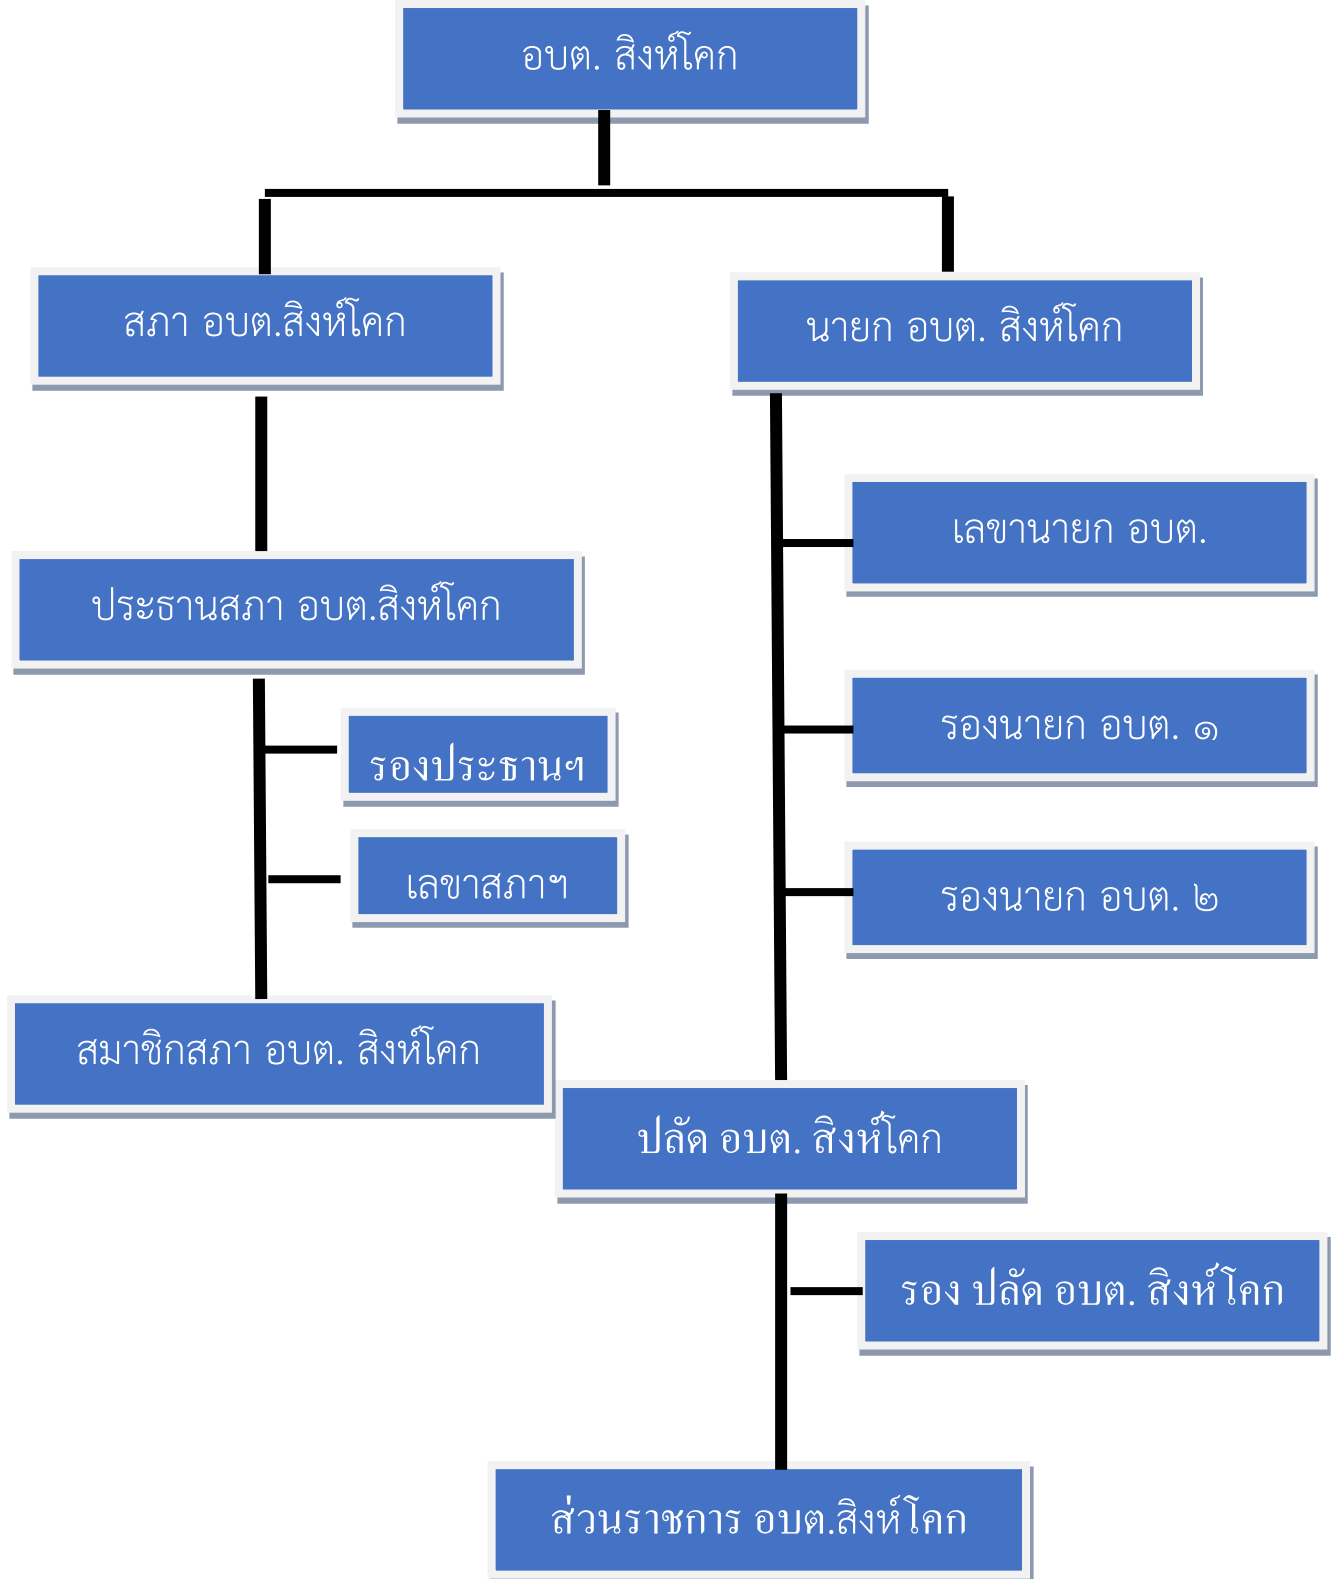 อบต. สิงห์โคก
สภา อบต.สิงห์โคก
นายก อบต. สิงห์โคก
เลขานายก อบต.
ประธานสภา อบต.สิงห์โคก
รองนายก อบต. ๑
รองประธานฯ
เลขาสภาฯ
รองนายก อบต. ๒
สมาชิกสภา อบต. สิงห์โคก
ปลัด อบต. สิงห์โคก
รอง ปลัด อบต. สิงห์โคก
ส่วนราชการ อบต.สิงห์โคก